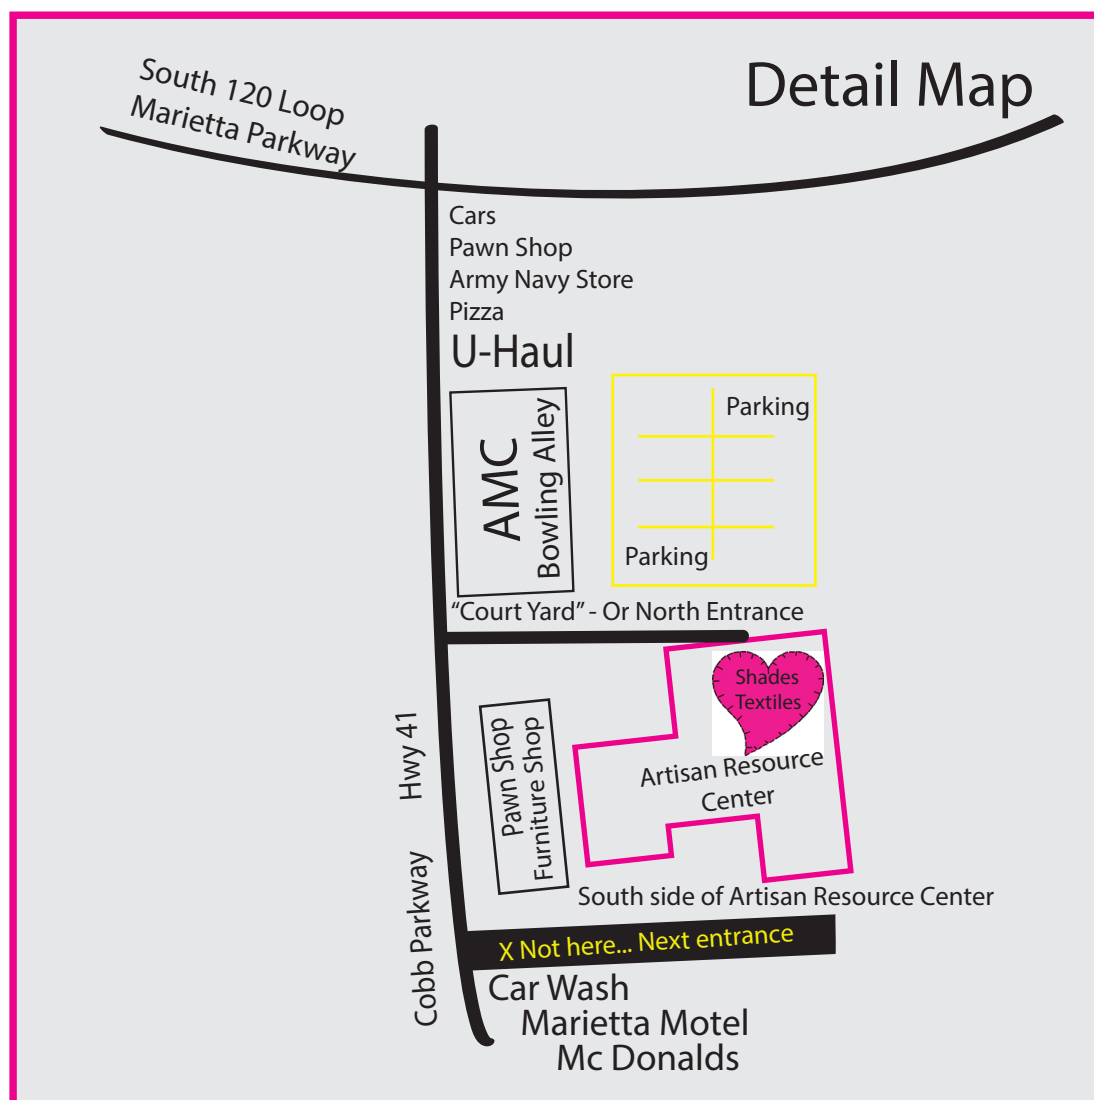 Detail Map
South 120 Loop
Marietta Parkway
Cars
Pawn Shop
Army Navy Store
Pizza
U-Haul
AMC
Bowling Alley
Parking
Parking
“Court Yard” - Or North Entrance
Shades
Textiles
Artisan Resource
Center
Pawn Shop
Furniture Shop
Hwy 41
Cobb Parkway
South side of Artisan Resource Center
X Not here... Next entrance
Car Wash
Marietta Motel
Mc Donalds